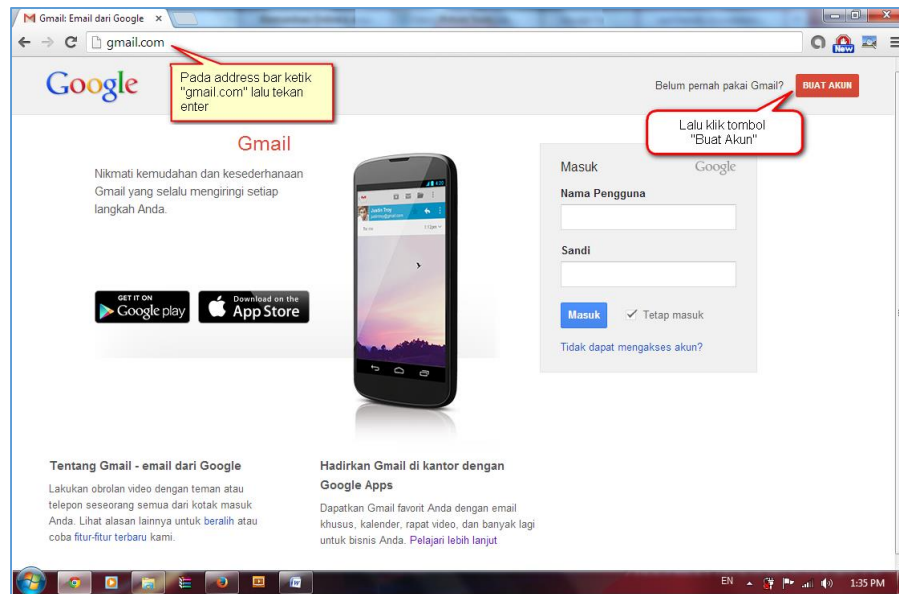 Gmail: Email dari Google
gmail.com
New
Google
Pada address bar ketik
"gmail.com" lalu tekan
enter
Belum pernah pakai Gmail?
BUAT AKUN
Lalu klik tombol
"Buat Akun"
Gmail
Nikmati kemudahan dan kesederhanaan
Gmail yang selalu mengiringi setiap
langkah Anda.
GET IT ON
Google play
Download on the
App Store
Masuk
Google
Nama Pengguna
Sandi
Masuk
Tetap masuk
Tidak dapat mengakses akun?
Tentang Gmail - email dari Google
Lakukan obrolan video dengan teman atau
telepon seseorang semua dari kotak masuk
Anda. Lihat alasan lainnya untuk beralih atau
coba fitur-fitur terbaru kami.
Hadirkan Gmail di kantor dengan
Google Apps
Dapatkan Gmail favorit Anda dengan email
khusus, kalender, rapat video, dan banyak lagi
untuk bisnis Anda. Pelajari lebih lanjut
EN
1:35 PM